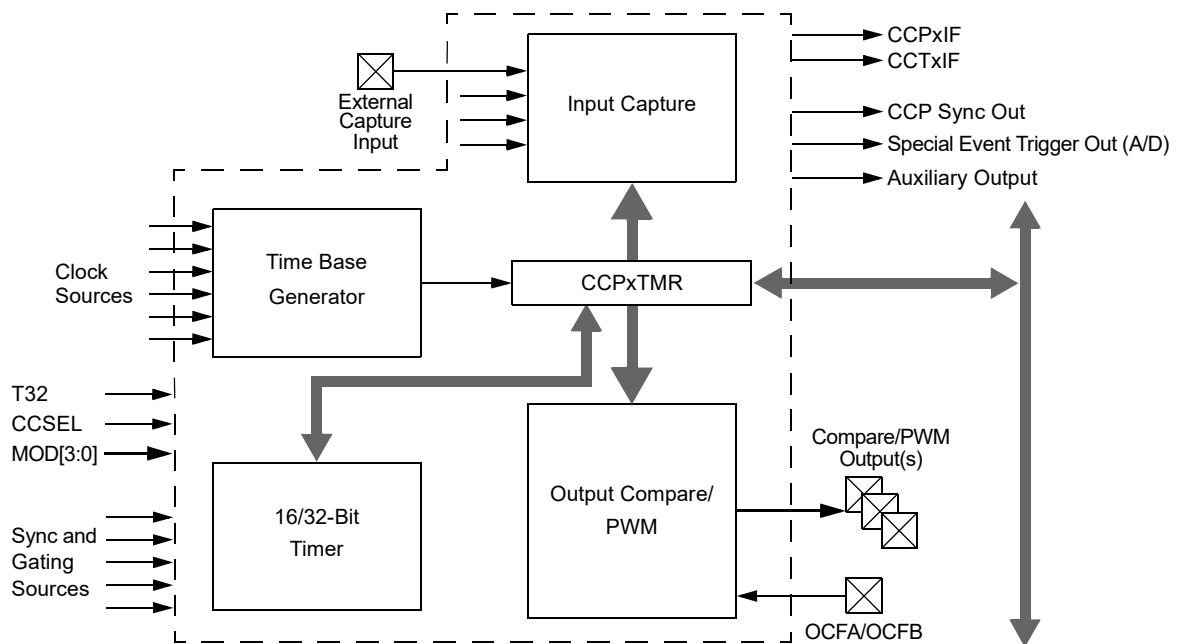 CCPxIF
CCTxIF
External
Capture
Input
Input Capture
CCP Sync Out
Special Event Trigger Out (A/D)
Auxiliary Output
Clock
Sources
Time Base
Generator
CCPxTMR
T32
CCSEL
MOD[3:0]
Sync and
Gating
Sources
16/32-Bit
Timer
Output Compare/
PWM
Compare/PWM
Output(s)
OCFA/OCFB